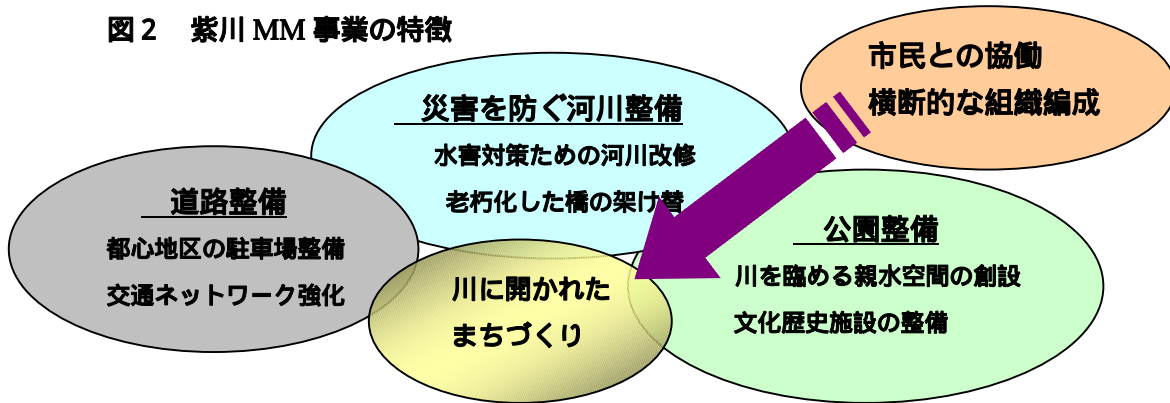 図２　紫川 MM 事業の特徴
市民との協働
横断的な組織編成
災害を防ぐ河川整備
水害対策ための河川改修
老朽化した橋の架け替
道路整備
都心地区の駐車場整備
交通ネットワーク強化
公園整備
川を臨める親水空間の創設
文化歴史施設の整備
川に開かれた
まちづくり